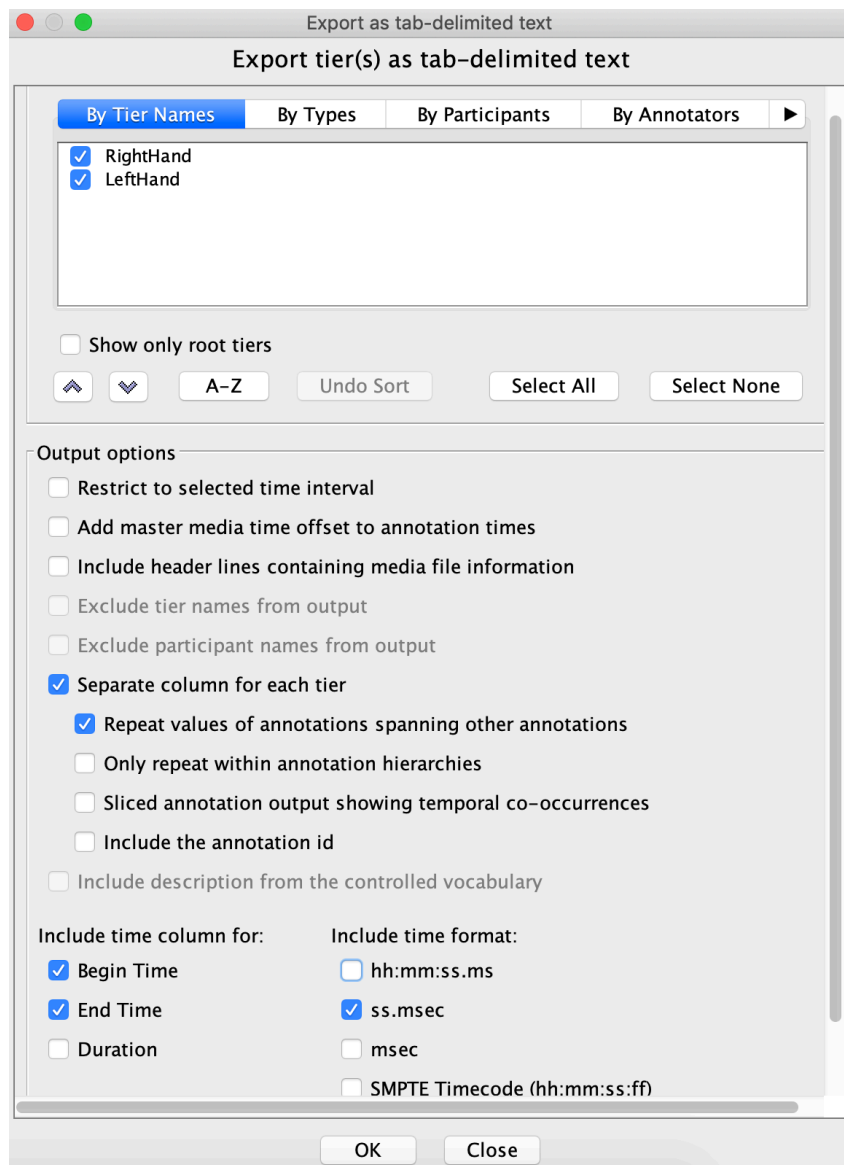 Export as tab-delimited text
Export tier(s) as tab-delimited text
By Tier Names By Types By Participants By Annotators
RightHand
LeftHand
Show only root tiers
A-Z Undo Sort Select All Select None
Output options
Restrict to selected time interval
Add master media time offset to annotation times
Include header lines containing media file information
Exclude tier names from output
Exclude participant names from output
Separate column for each tier
Repeat values of annotations spanning other annotations
Only repeat within annotation hierarchies
Sliced annotation output showing temporal co-occurrences
Include the annotation id
Include description from the controlled vocabulary
Include time column for: Include time format:
Begin Time hh:mm:ss.ms
End Time ss.msec
Duration msec
SMPTE Timecode (hh:mm:ss:ff)
OK Close